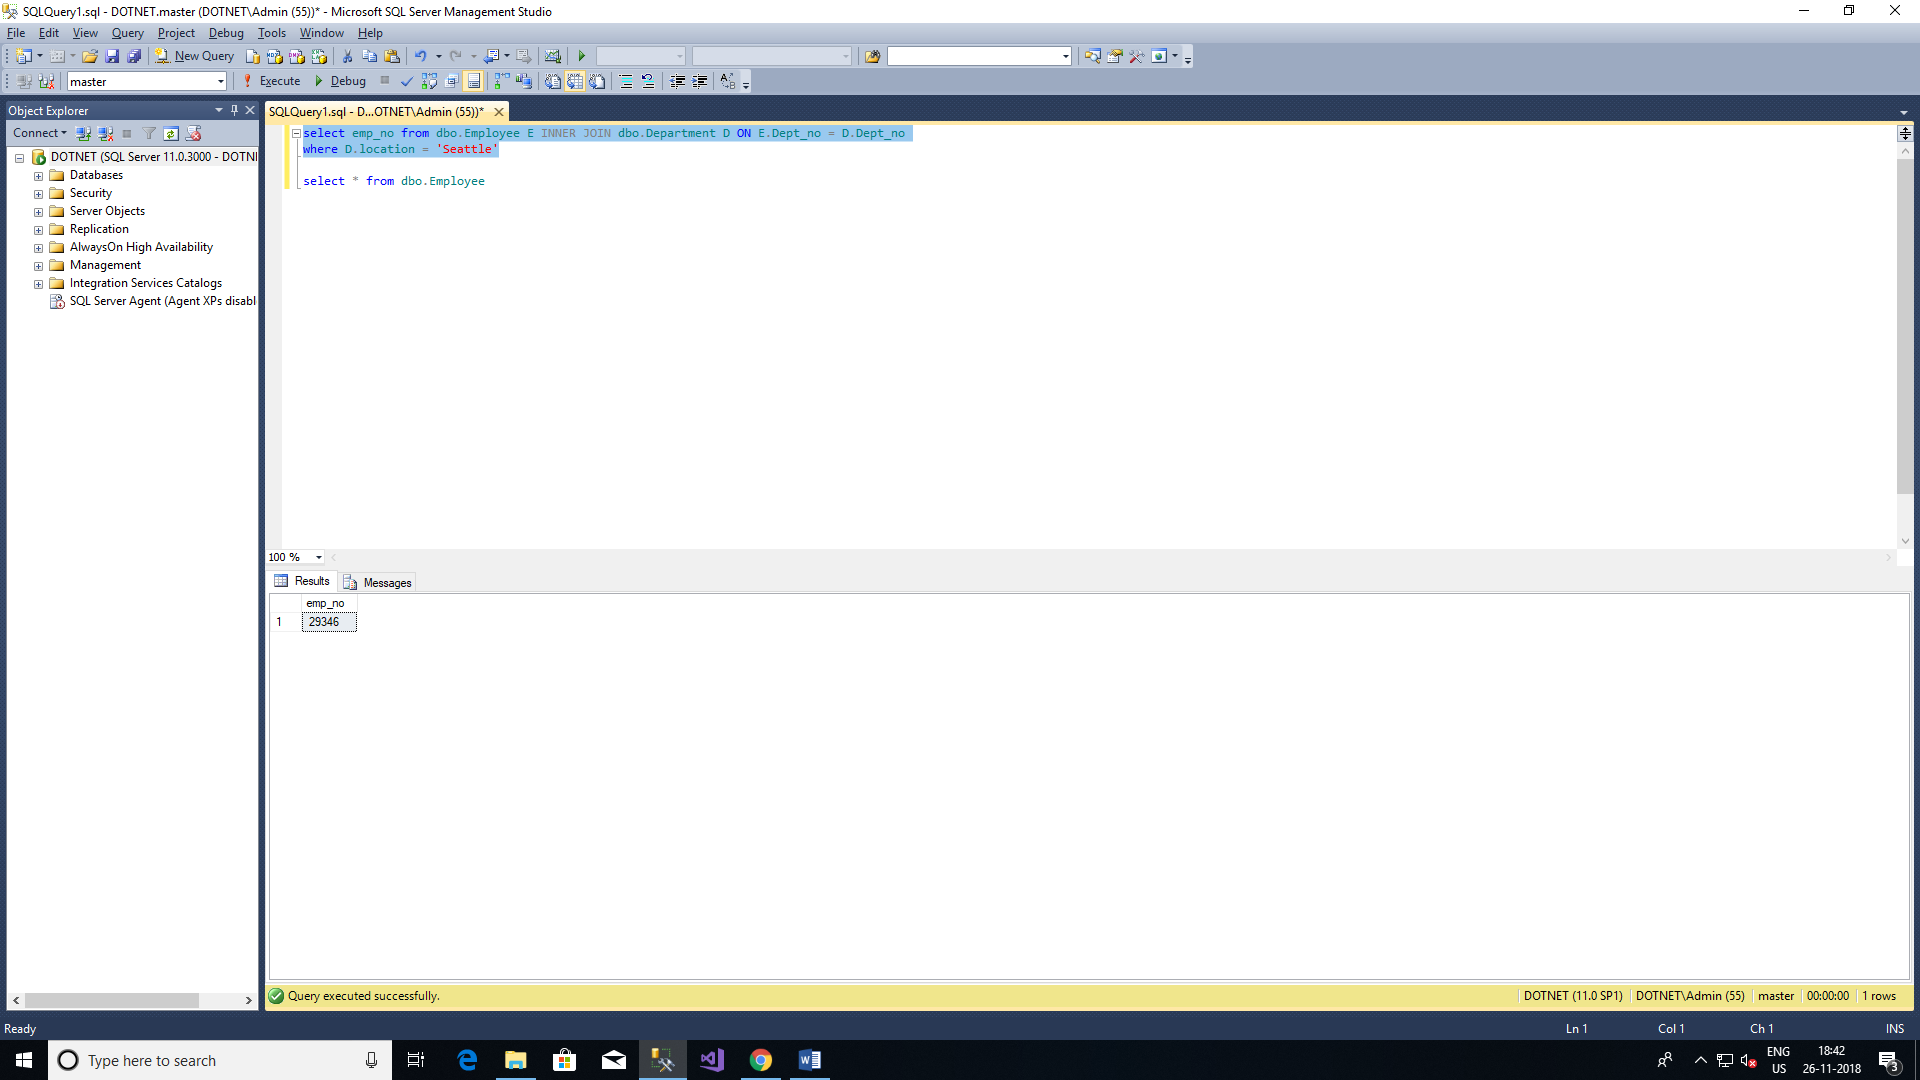 SQLQuery1.sql - DOTNET.master (DOTNET\Admin (55))* - Microsoft SQL Server Management Studio
File Edit View Query Project Debug Tools Window Help
New Query
master Execute Debug
Object Explorer
Connect
DOTNET (SQL Server 11.0.3000 - DOTNI
Databases
Security
Server Objects
Replication
AlwaysOn High Availability
Management
Integration Services Catalogs
SQL Server Agent (Agent XPs disabl
SQLQuery1.sql - D...OTNET\Admin (55))*
select emp_no from dbo.Employee E INNER JOIN dbo.Department D ON E.Dept_no = D.Dept_no
where D.location = 'Seattle'
select * from dbo.Employee
100 %
Results Messages
emp_no
1 29346
Query executed successfully. DOTNET (11.0 SP1) DOTNET\Admin (55) master 00:00:00 1 rows
Ready Ln 1 Col 1 Ch 1 INS
Type here to search
ENG
US
18:42
26-11-2018
3